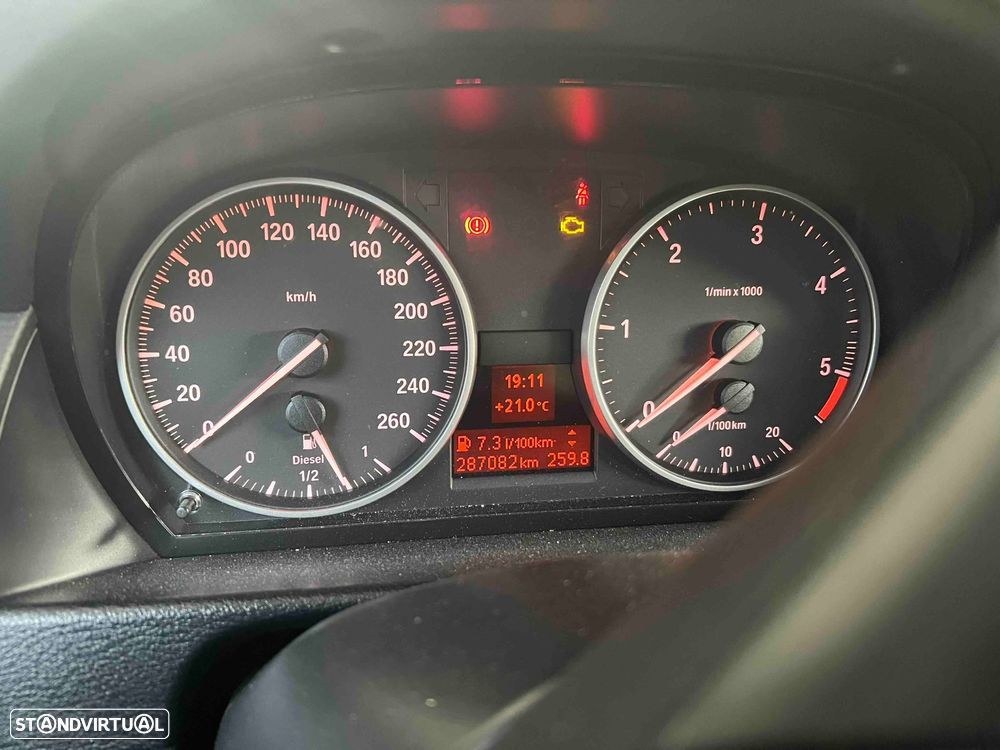 0 20 40 60 80 100 120 140 160 180 200 220 240 260
km/h
0 1/2 1
Diesel
19:11
+21.0°C
7.3 l/100km
287082 km 259.8
0 1 2 3 4 5
1/min x 1000
0 10 20
l/100km
STANDVIRTUAL